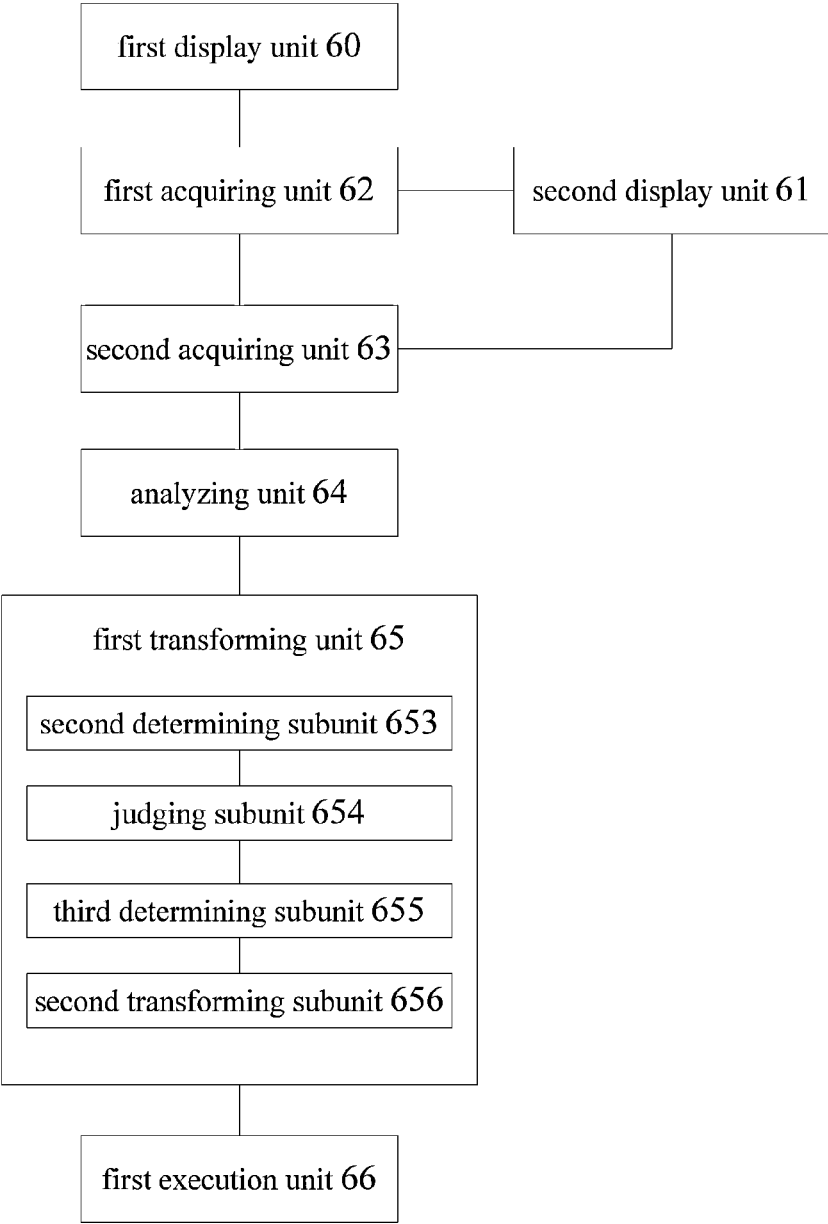 first display unit 60
first acquiring unit 62
second display unit 61
second acquiring unit 63
analyzing unit 64
first transforming unit 65
second determining subunit 653
judging subunit 654
third determining subunit 655
second transforming subunit 656
first execution unit 66